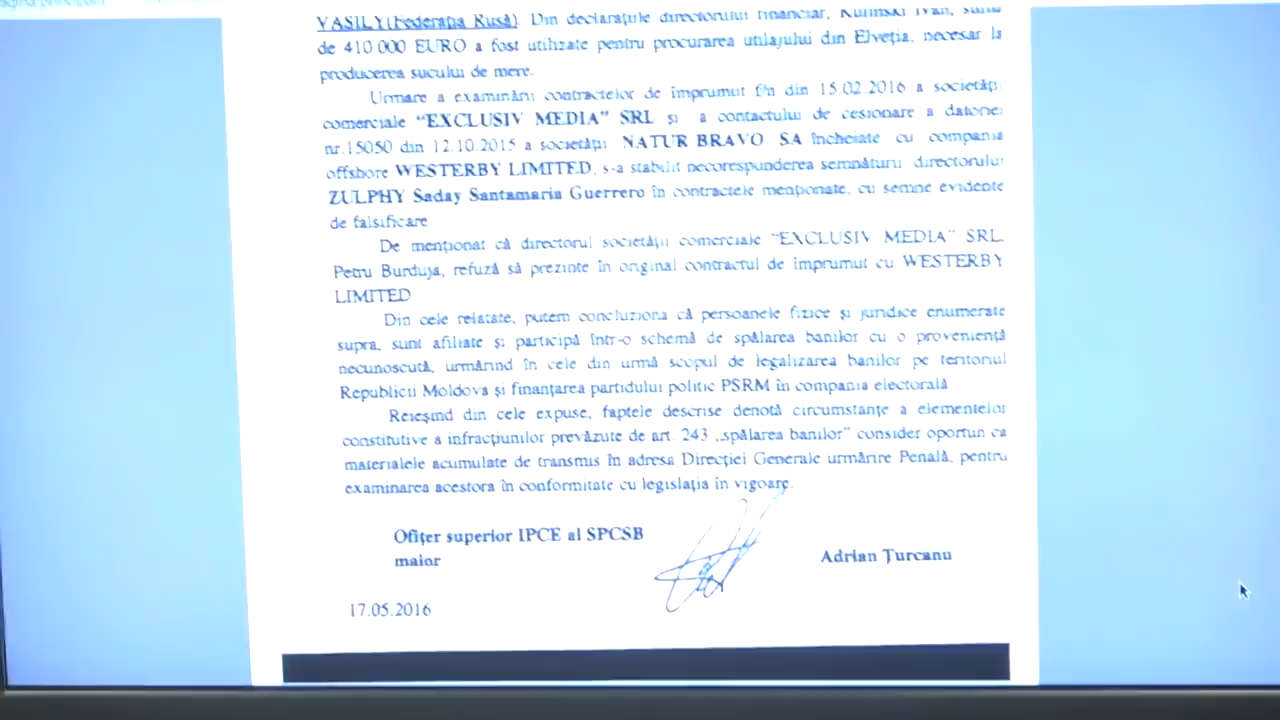 VASILY(Federația Rusă). Din declarațiile directorului financiar, Kulinski Ivan, suma
de 410 000 EURO a fost utilizate pentru procurarea utilajului din Elveția, necesar la
producerea sucului de mere.
Urmare a examinării contractelor de împrumut f/n din 15.02.2016 a societății
comerciale “EXCLUSIV MEDIA” SRL și a contactului de cesionare a datoriei
nr.15050 din 12.10.2015 a societății NATUR BRAVO SA încheiate cu compania
offshore WESTERBY LIMITED, s-a stabilit necorespunderea semnăturii directorului
ZULPHY Saday Santamaria Guerrero în contractele menționate, cu semne evidente
de falsificare
De menționat că directorul societății comerciale “EXCLUSIV MEDIA” SRL
Petru Burduja, refuză să prezinte în original contractul de împrumut cu WESTERBY
LIMITED
Din cele relatate, putem concluziona că persoanele fizice și juridice enumerate
supra, sunt afiliate și participă într-o schemă de spălarea banilor cu o proveniență
necunoscută, urmărind în cele din urmă scopul de legalizarea banilor pe teritoriul
Republicii Moldova și finanțarea partidului politic PSRM în compania electorală
Reieșind din cele expuse, faptele descrise denotă circumstanțe a elementelor
constitutive a infracțiunilor prevăzute de art. 243 „spălarea banilor” consider oportun ca
materialele acumulate de transmis în adresa Direcției Generale urmărire Penală, pentru
examinarea acestora în conformitate cu legislația în vigoare.
Ofițer superior IPCE al SPCSB
maior
Adrian Țurcanu
17.05.2016